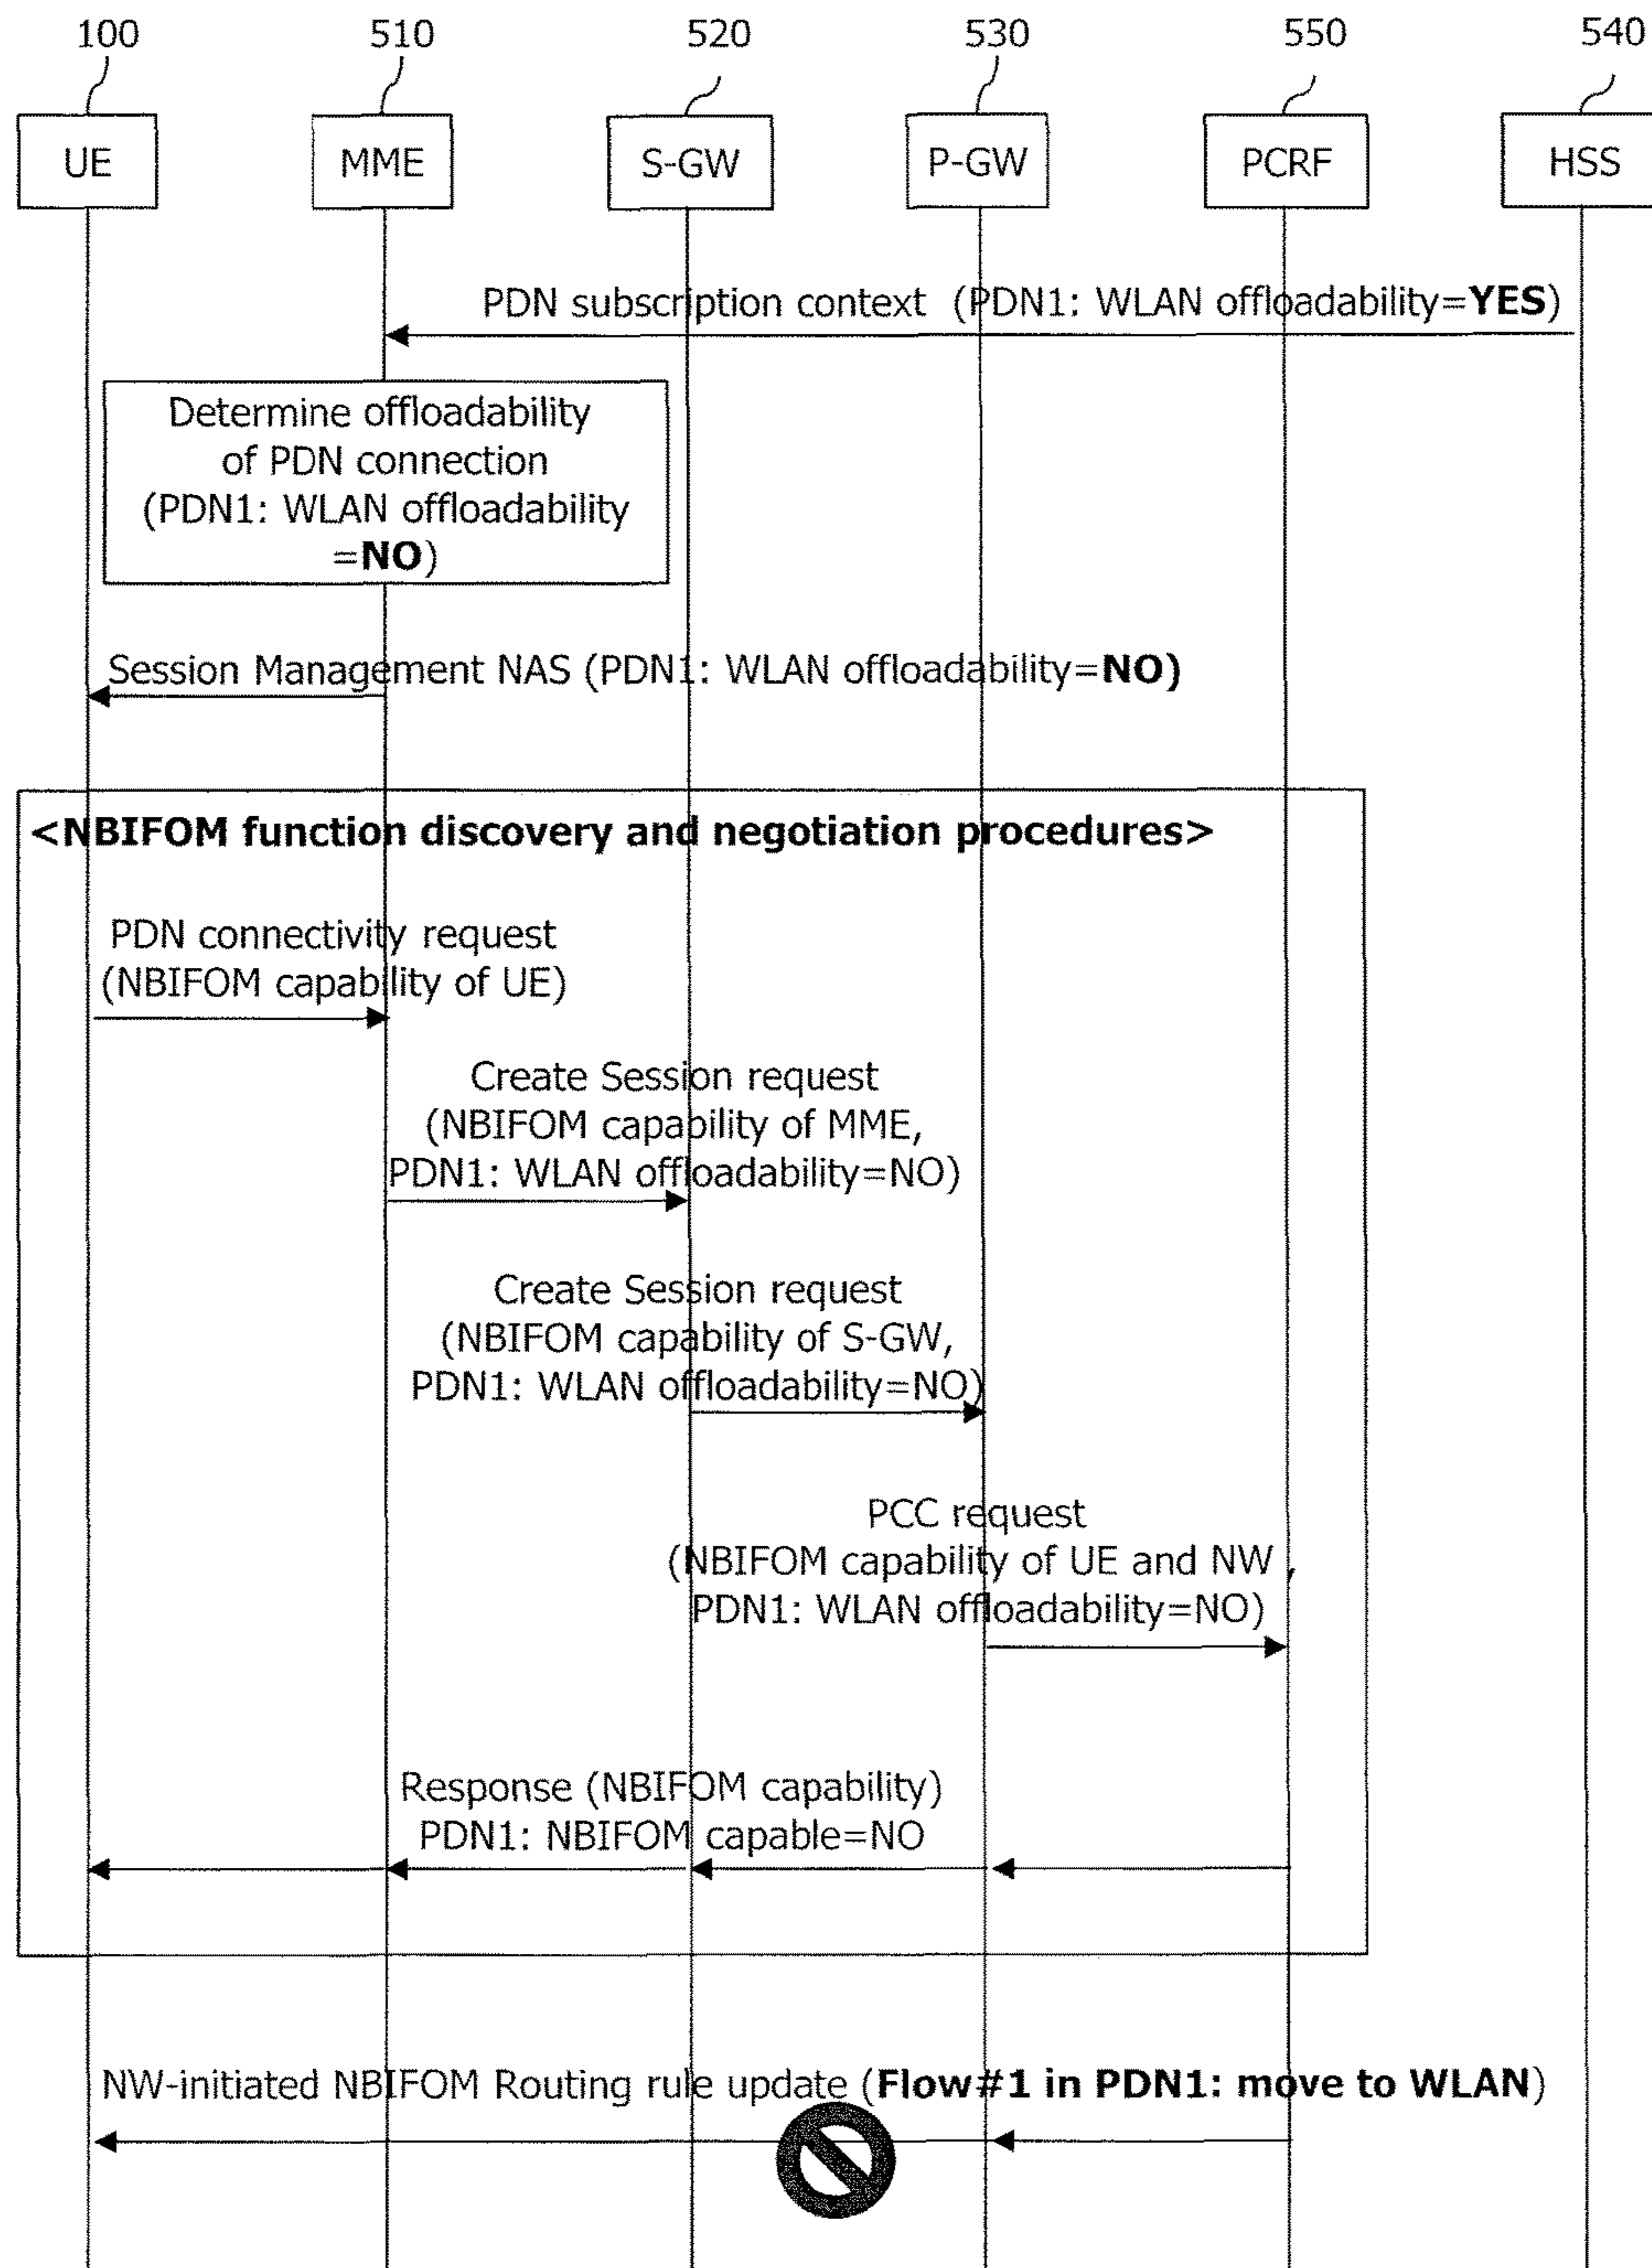 100 510 520 530 550 540
UE MME S-GW P-GW PCRF HSS
PDN subscription context (PDN1: WLAN offloadability=YES)
Determine offloadability
of PDN connection
(PDN1: WLAN offloadability
=NO)
Session Management NAS (PDN1: WLAN offloadability=NO)
<NBIFOM function discovery and negotiation procedures>
PDN connectivity request
(NBIFOM capability of UE)
Create Session request
(NBIFOM capability of MME,
PDN1: WLAN offloadability=NO)
Create Session request
(NBIFOM capability of S-GW,
PDN1: WLAN offloadability=NO)
PCC request
(NBIFOM capability of UE and NW ,
PDN1: WLAN offloadability=NO)
Response (NBIFOM capability)
PDN1: NBIFOM capable=NO
NW-initiated NBIFOM Routing rule update (Flow#1 in PDN1: move to WLAN)